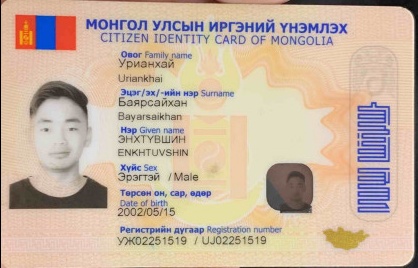 МОНГОЛ УЛСЫН ИРГЭНИЙ ҮНЭМЛЭХ
CITIZEN IDENTITY CARD OF MONGOLIA
Овог Family name
Урианхай
Uriankhai
Эцэг/эх/-ийн нэр Surname
Баярсайхан
Bayarsaikhan
Нэр Given name
ЭНХТҮВШИН
ENKHTUVSHIN
Хүйс Sex
Эрэгтэй / Male
Төрсөн он, сар, өдөр
Date of birth
2002/05/15
Регистрийн дугаар Registration number
УЖ02251519 / UJ02251519